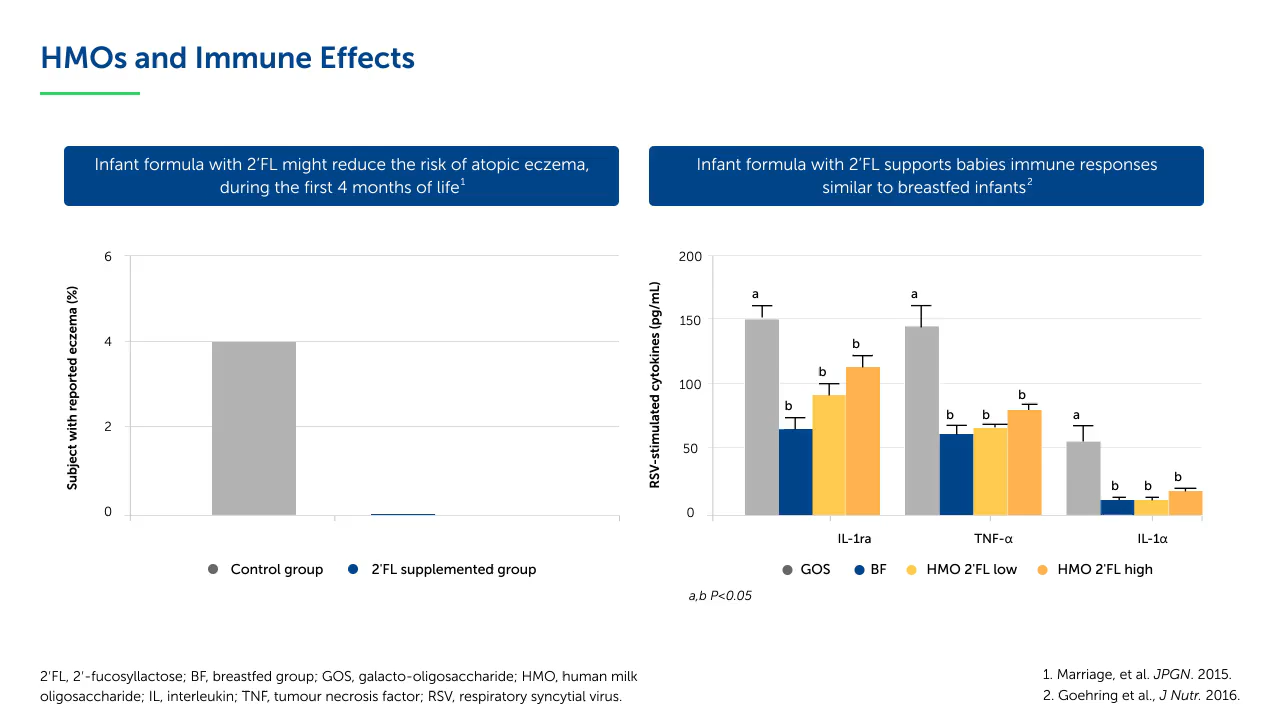 HMOs and Immune Effects
Infant formula with 2’FL might reduce the risk of atopic eczema,
during the first 4 months of life1
Infant formula with 2’FL supports babies immune responses
similar to breastfed infants2
Subject with reported eczema (%)
6
4
2
0
Control group
2'FL supplemented group
RSV-stimulated cytokines (pg/mL)
200
150
100
50
0
a
b
b
b
a
b
b
b
a
b
b
b
IL-1ra
TNF-α
IL-1α
GOS
BF
HMO 2'FL low
HMO 2'FL high
a,b P<0.05
2'FL, 2'-fucosyllactose; BF, breastfed group; GOS, galacto-oligosaccharide; HMO, human milk
oligosaccharide; IL, interleukin; TNF, tumour necrosis factor; RSV, respiratory syncytial virus.
1. Marriage, et al. JPGN. 2015.
2. Goehring et al., J Nutr. 2016.